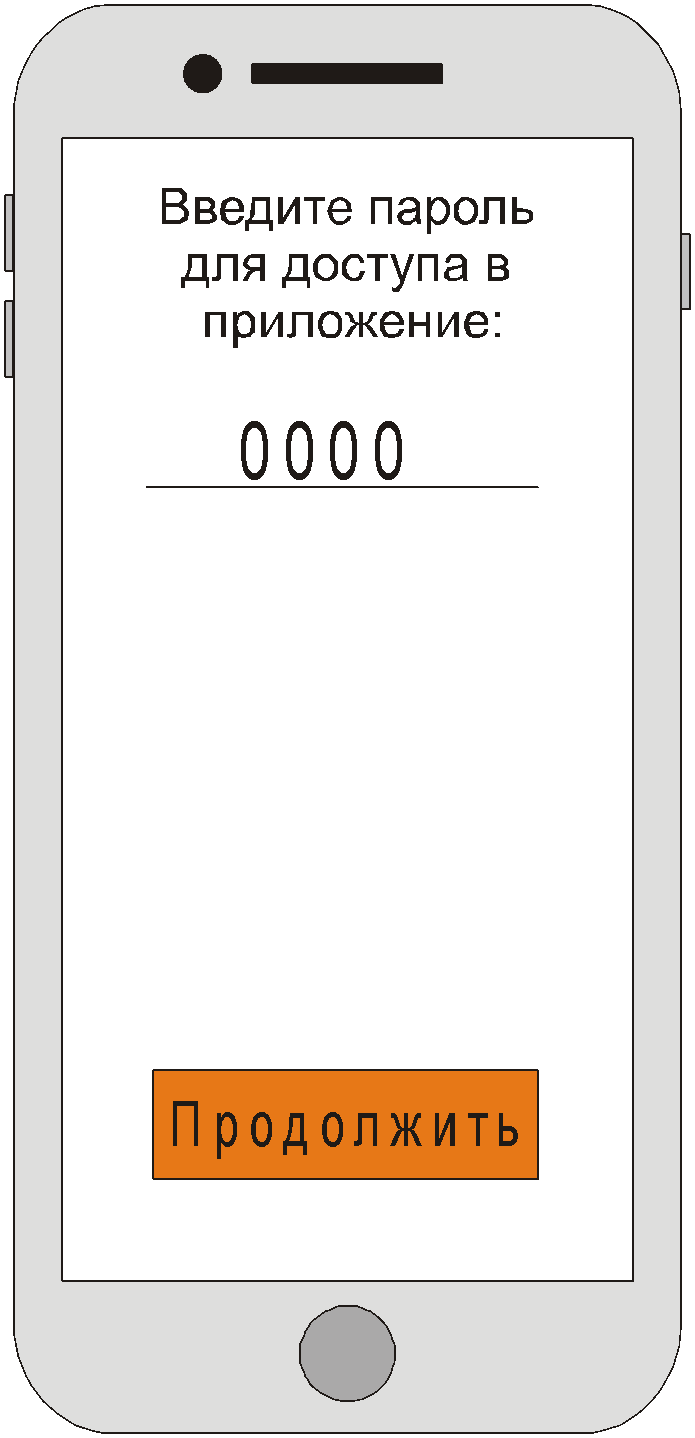 Введите пароль
для доступа в
приложение:
0000
Продолжить